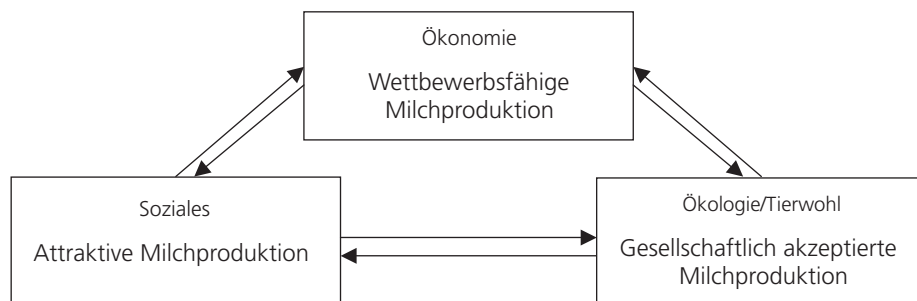 Ökonomie
Wettbewerbsfähige
Milchproduktion
Soziales
Attraktive Milchproduktion
Ökologie/Tierwohl
Gesellschaftlich akzeptierte
Milchproduktion